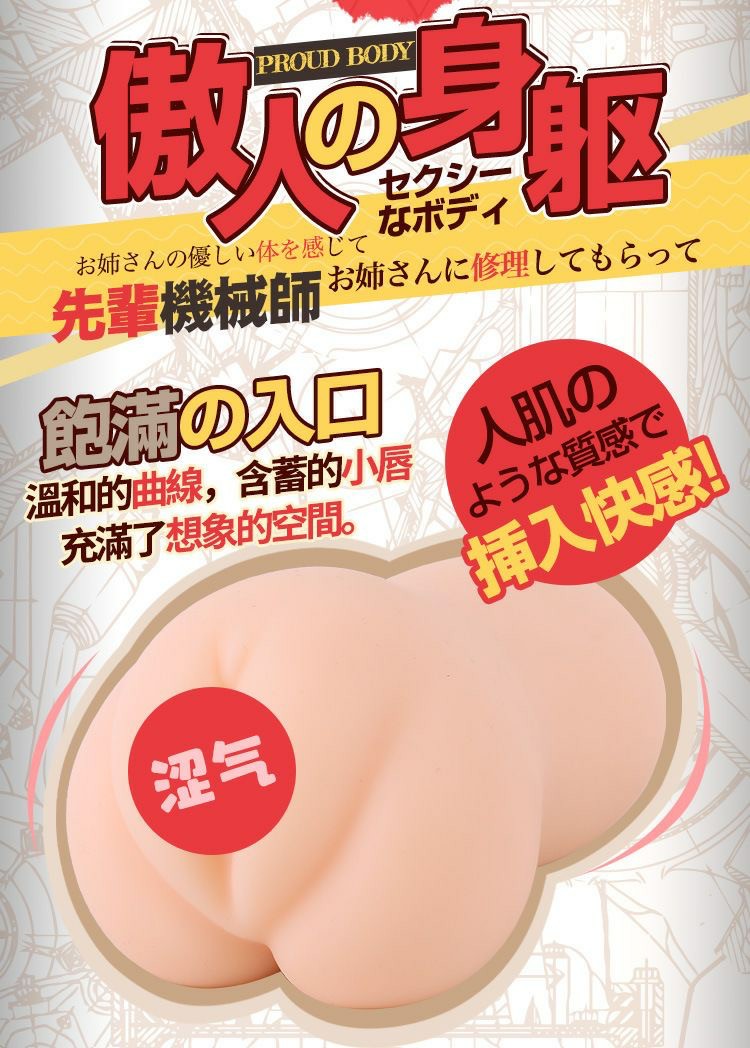 PROUD BODY
傲人の身躯
セクシー
なボディ
お姉さんの優しい体を感じて
先輩機械師お姉さんに修理してもらって
飽滿の入口
溫和的曲線，含蓄的小唇
充滿了想象的空間。
人肌の
ような質感で
挿入快感!
涩气